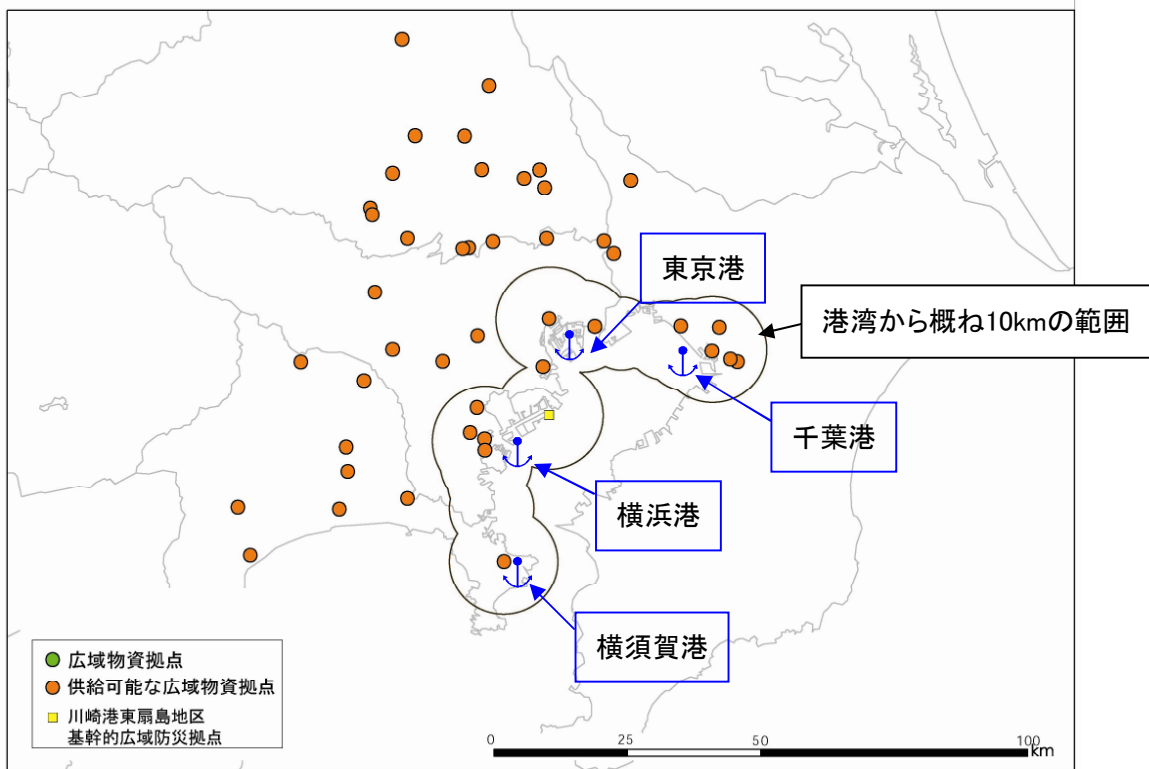 東京港
港湾から概ね10kmの範囲
千葉港
横浜港
横須賀港
広域物資拠点
供給可能な広域物資拠点
川崎港東扇島地区
基幹的広域防災拠点
0 25 50 100
km